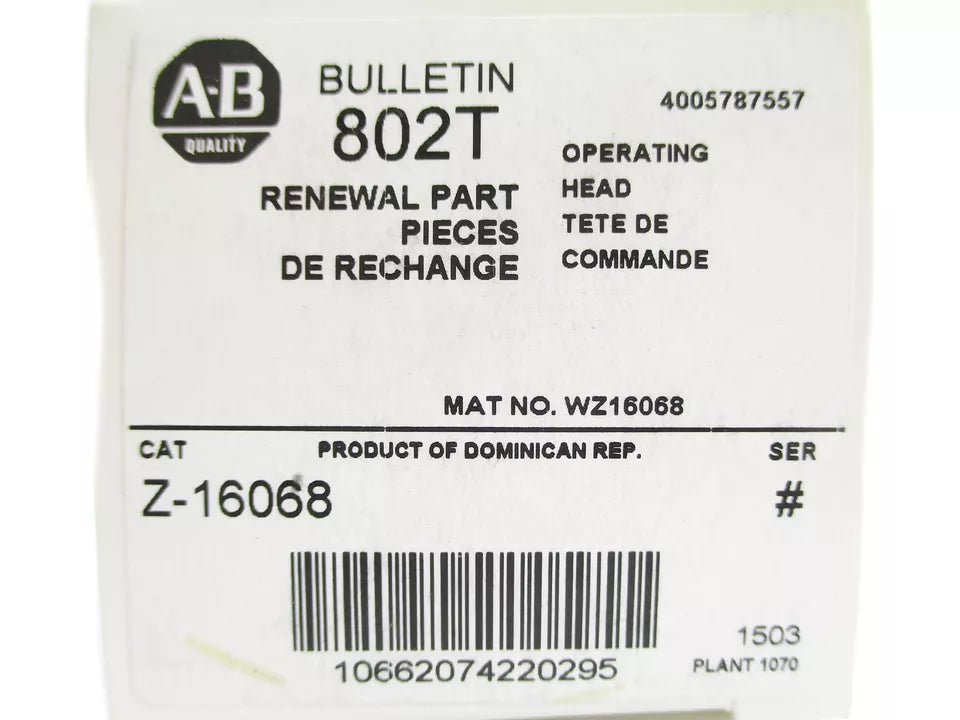 A-B
QUALITY
BULLETIN
802T
RENEWAL PART
PIECES
DE RECHANGE
4005787557
OPERATING
HEAD
TETE DE
COMMANDE
MAT NO. WZ16068
CAT
PRODUCT OF DOMINICAN REP.
SER
Z-16068
#
10662074220295
1503
PLANT 1070